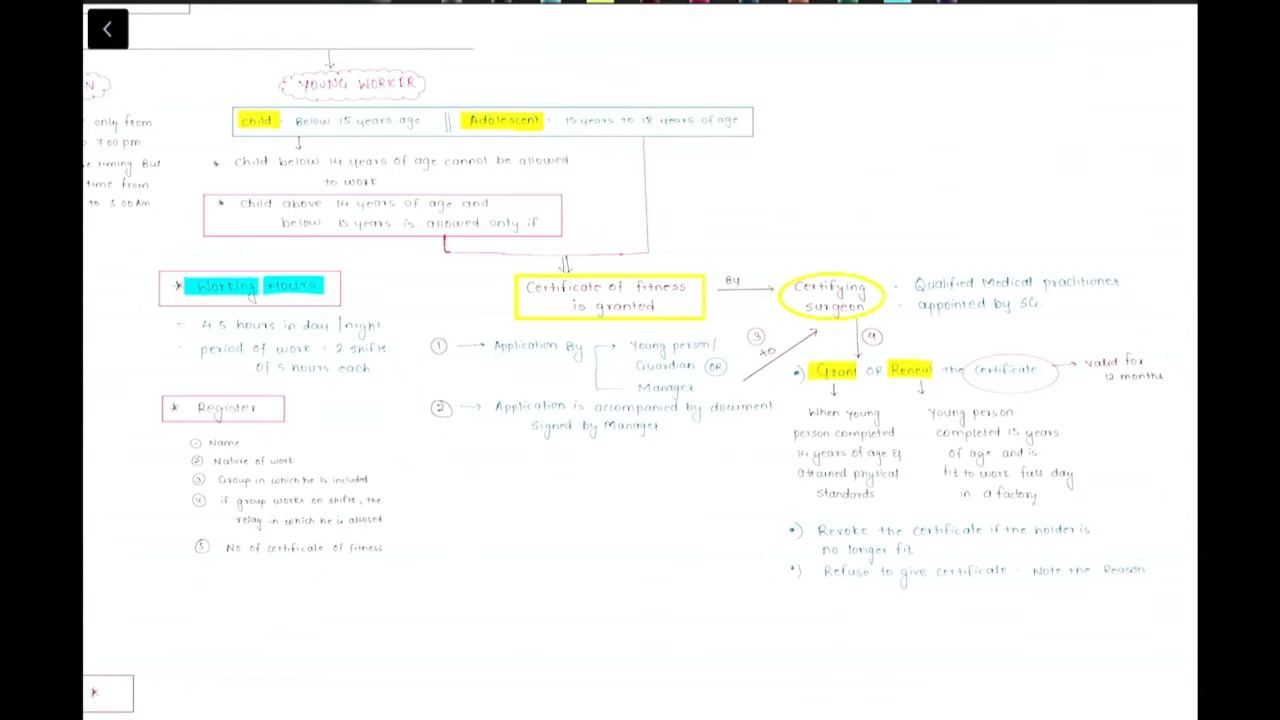 N
only from
7 00 pm
timing But
time from
to 5 00 Am
YOUNG WORKER
child - Below 15 years age || Adolescent - 15 years to 18 years of age
* Child below 14 years of age cannot be allowed
to work
* Child above 14 years of age and
below 15 years is allowed only if
* Working Hours
- 4 5 hours in day / night
- period of work - 2 shifts
of 5 hours each
* Register
① Name
② Nature of work
③ Group in which he is included
④ if group works on shifts, the
relay in which he is alloted
⑤ No of certificate of fitness
Certificate of fitness
is granted
By
Certifying
surgeon
- Qualified Medical practitioner
- appointed by SG.
① Application By
Young person/
Guardian OR
Manager
② Application is accompanied by document
signed by Manager
③
to
④
•) Grant OR Renew the certificate
valid for
12 months
When Young
person completed
14 years of age &
attained physical
standards
Young person
completed 15 years
of age and is
fit to work full day
in a factory
•) Revoke the certificate if the holder is
no longer fit
•) Refuse to give certificate - Note the Reason
*